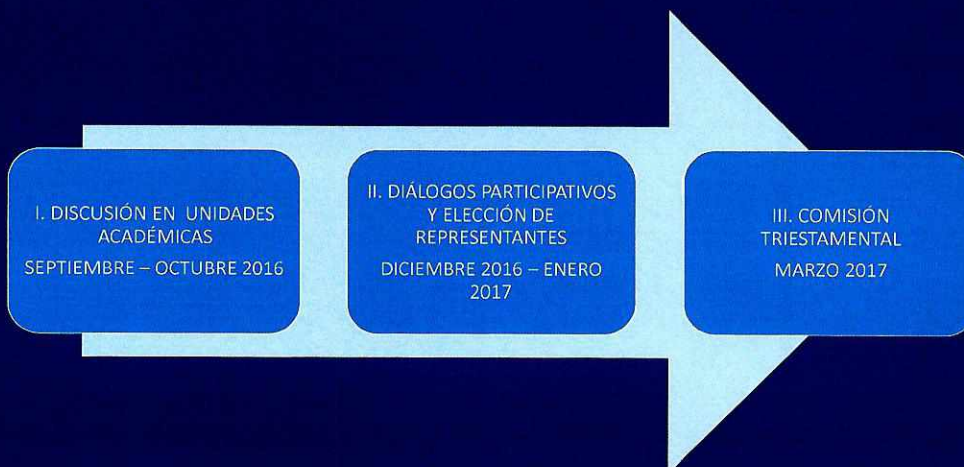 I. DISCUSIÓN EN UNIDADES
ACADÉMICAS
SEPTIEMBRE – OCTUBRE 2016
II. DIÁLOGOS PARTICIPATIVOS
Y ELECCIÓN DE
REPRESENTANTES
DICIEMBRE 2016 – ENERO
2017
III. COMISIÓN
TRIESTAMENTAL
MARZO 2017